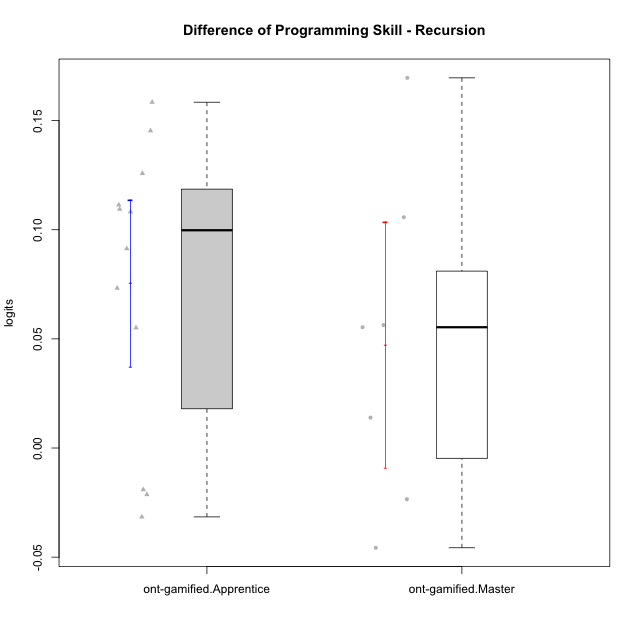 Difference of Programming Skill - Recursion
logits
0.15
0.10
0.05
0.00
-0.05
ont-gamified.Apprentice
ont-gamified.Master